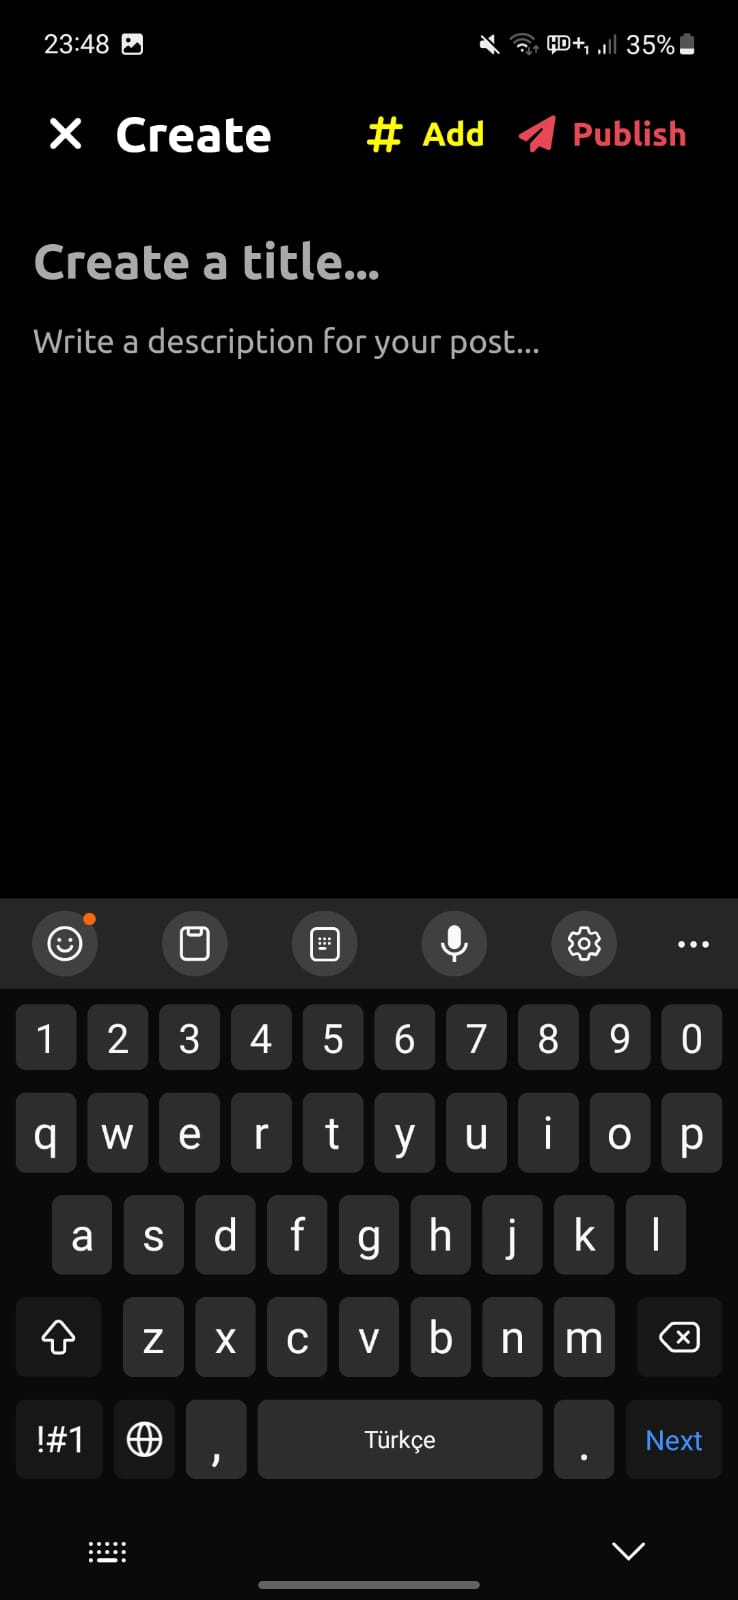 23:48 35%
Create # Add Publish
Create a title...
Write a description for your post...
1 2 3 4 5 6 7 8 9 0
q w e r t y u i o p
a s d f g h j k l
z x c v b n m
!#1 , Türkçe . Next